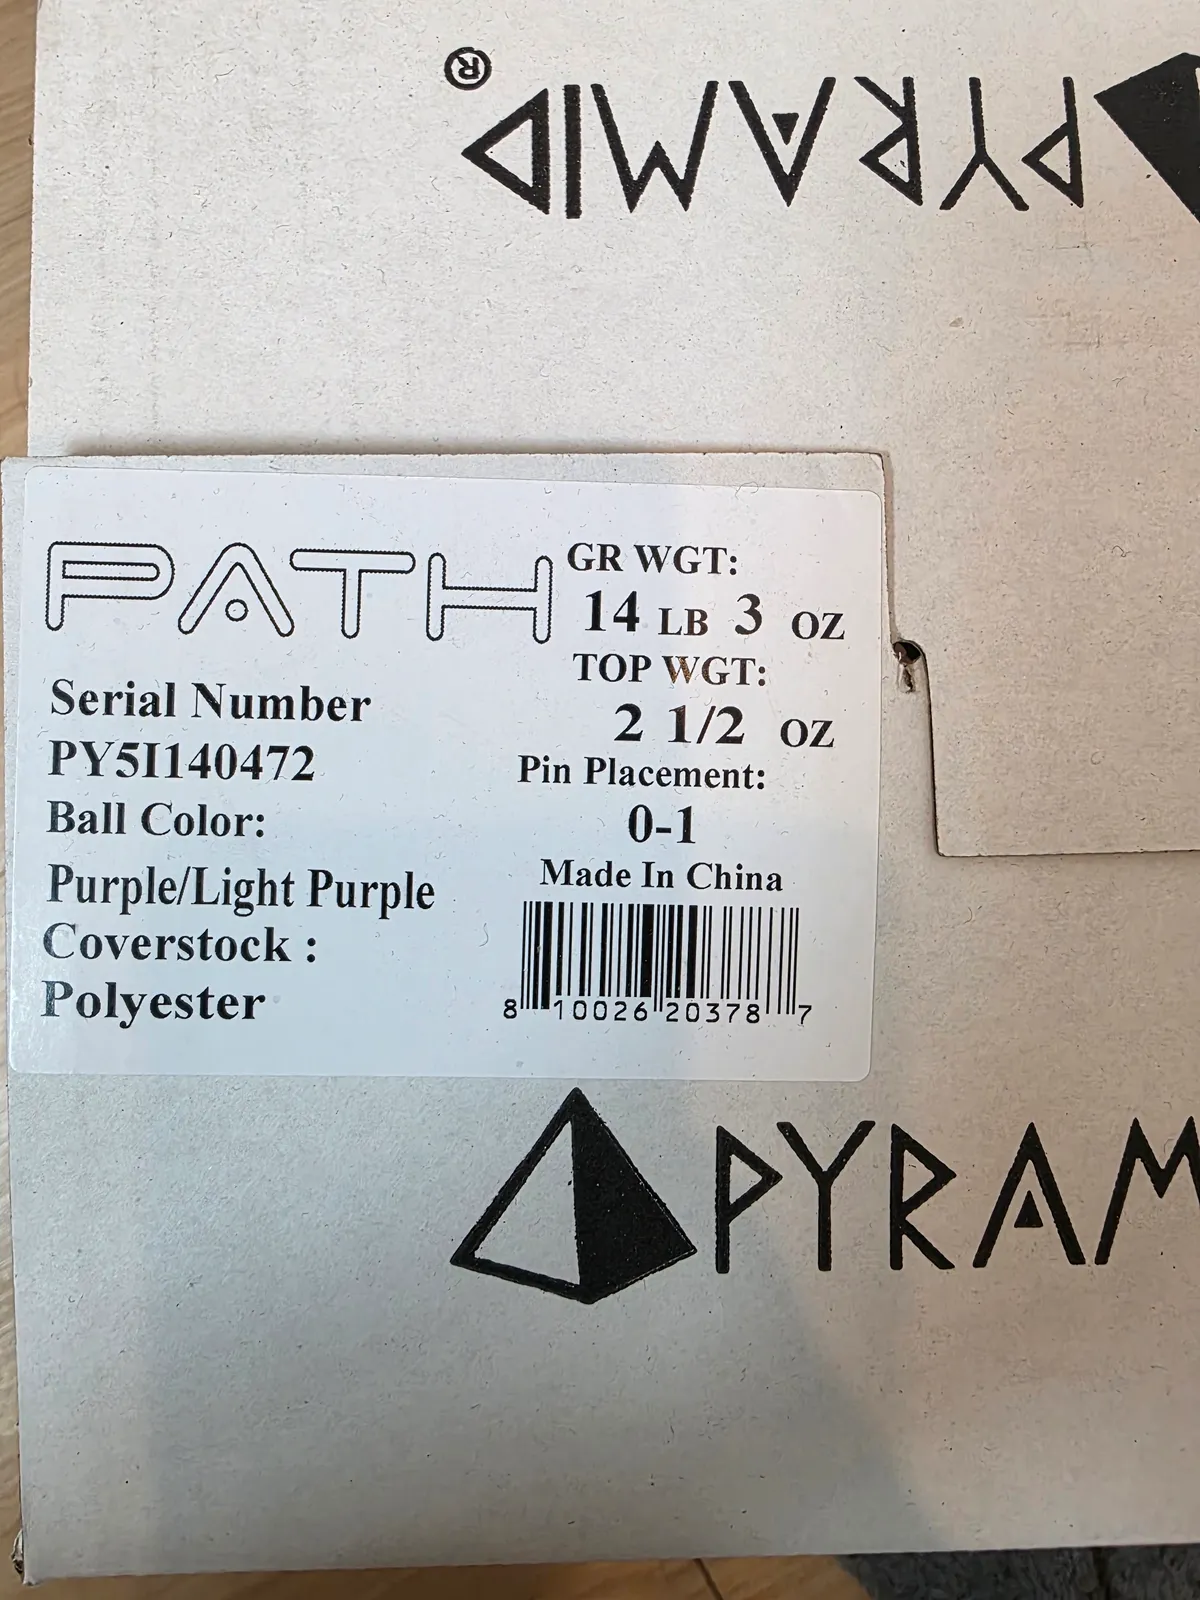 PYRAMID®
PATH
GR WGT:
14 LB 3 OZ
TOP WGT:
2 1/2 OZ
Pin Placement:
0-1
Made In China
8 10026 20378 7
Serial Number
PY5I140472
Ball Color:
Purple/Light Purple
Coverstock :
Polyester
PYRAM